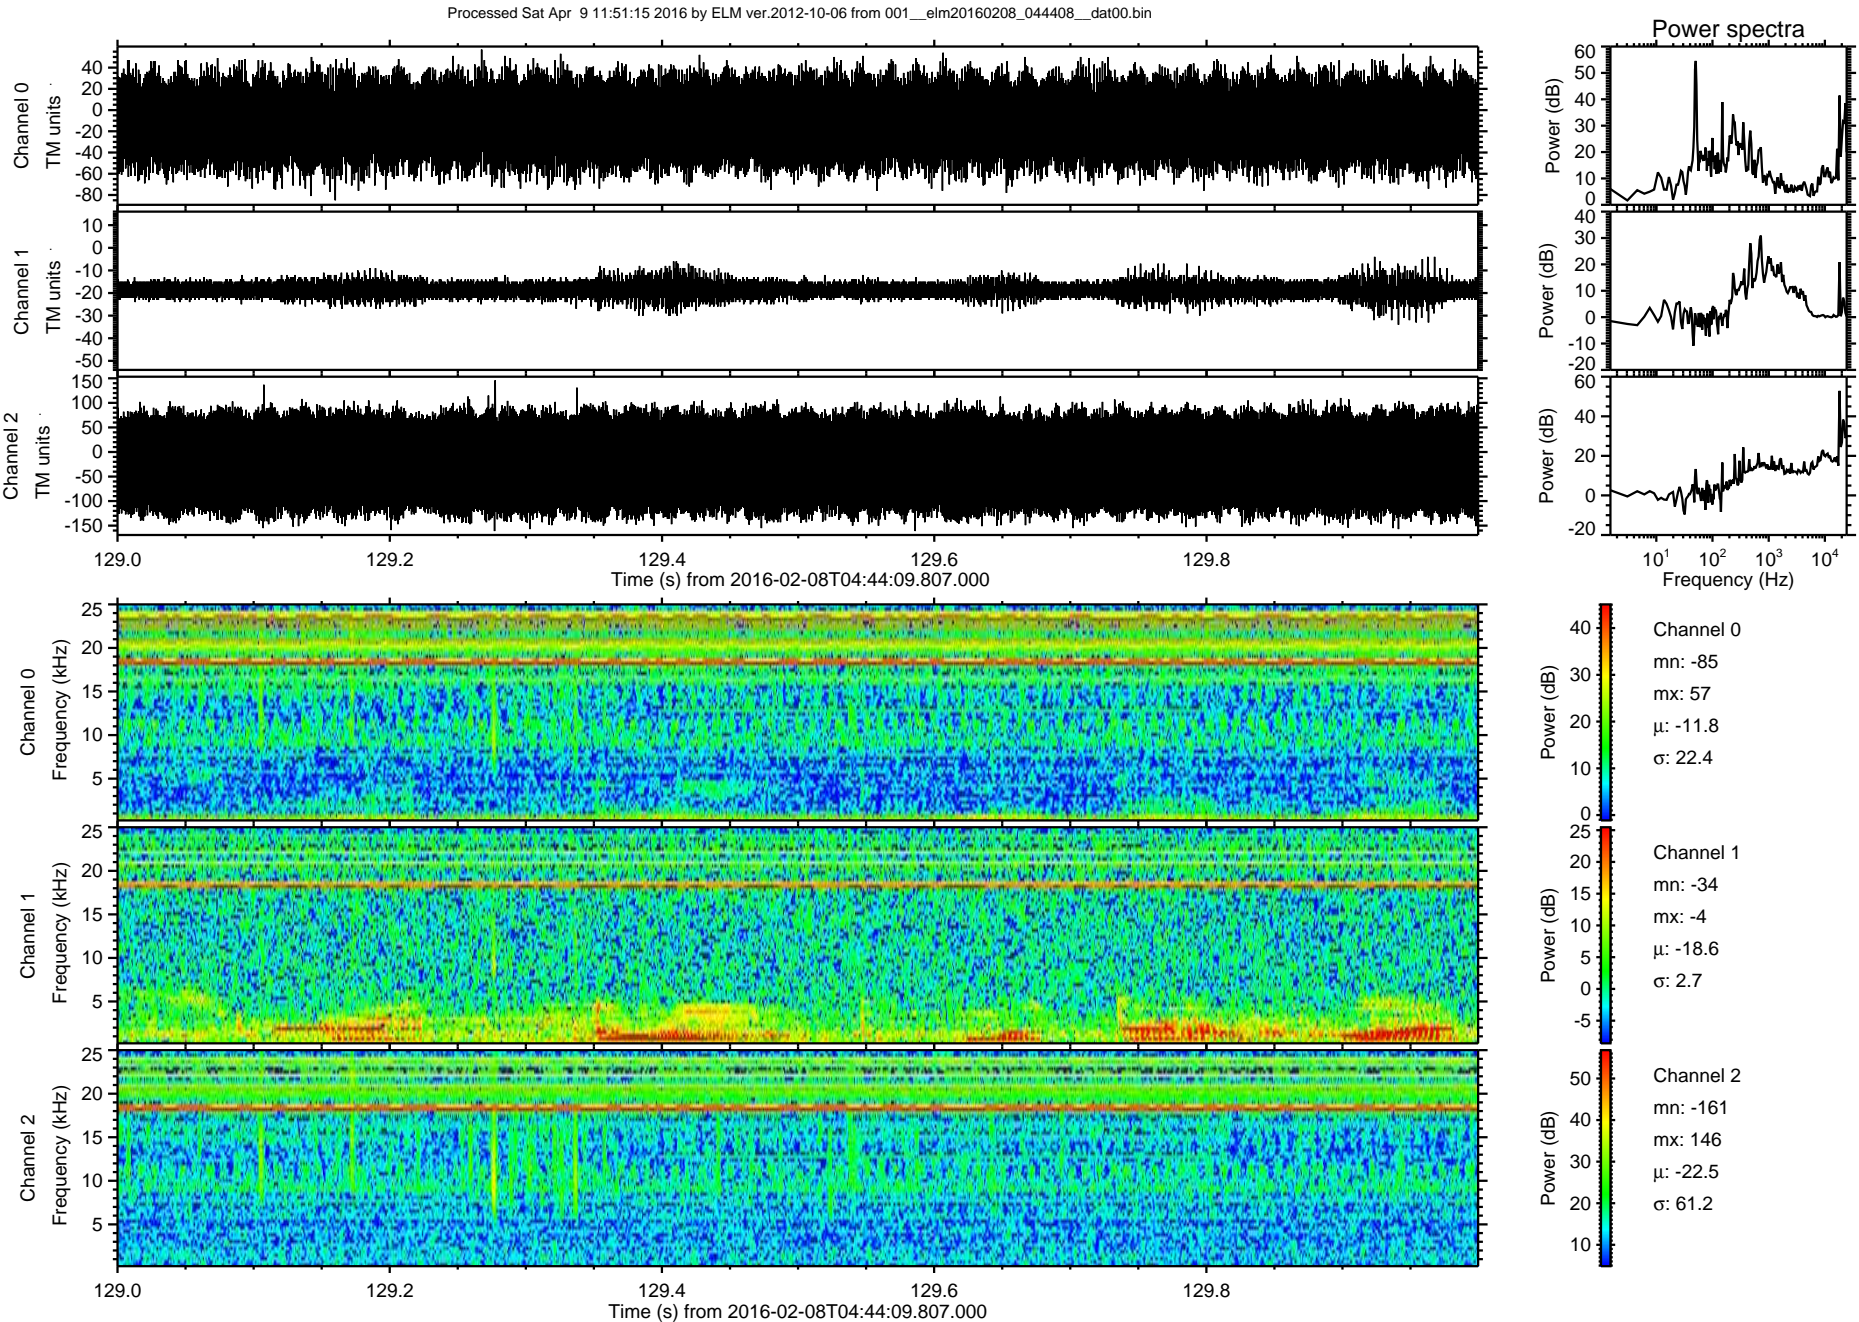 Processed Sat Apr  9 11:51:15 2016 by ELM ver.2012-10-06 from 001__elm20160208_044408__dat00.bin
Power spectra
Channel 0
TM units
40
20
0
-20
-40
-60
-80
Power (dB)
60
50
40
30
20
10
0
Channel 1
TM units
10
0
-10
-20
-30
-40
-50
Power (dB)
40
30
20
10
0
-10
-20
Channel 2
TM units
150
100
50
0
-50
-100
-150
Power (dB)
60
40
20
0
-20
129.0 129.2 129.4 129.6 129.8
Time (s) from 2016-02-08T04:44:09.807.000
10^1 10^2 10^3 10^4
Frequency (Hz)
Channel 0
Frequency (kHz)
25
20
15
10
5
Power (dB)
40
30
20
10
0
Channel 0
mn: -85
mx: 57
μ: -11.8
σ: 22.4
Channel 1
Frequency (kHz)
25
20
15
10
5
Power (dB)
25
20
15
10
5
0
-5
Channel 1
mn: -34
mx: -4
μ: -18.6
σ: 2.7
Channel 2
Frequency (kHz)
25
20
15
10
5
Power (dB)
50
40
30
20
10
Channel 2
mn: -161
mx: 146
μ: -22.5
σ: 61.2
129.0 129.2 129.4 129.6 129.8
Time (s) from 2016-02-08T04:44:09.807.000